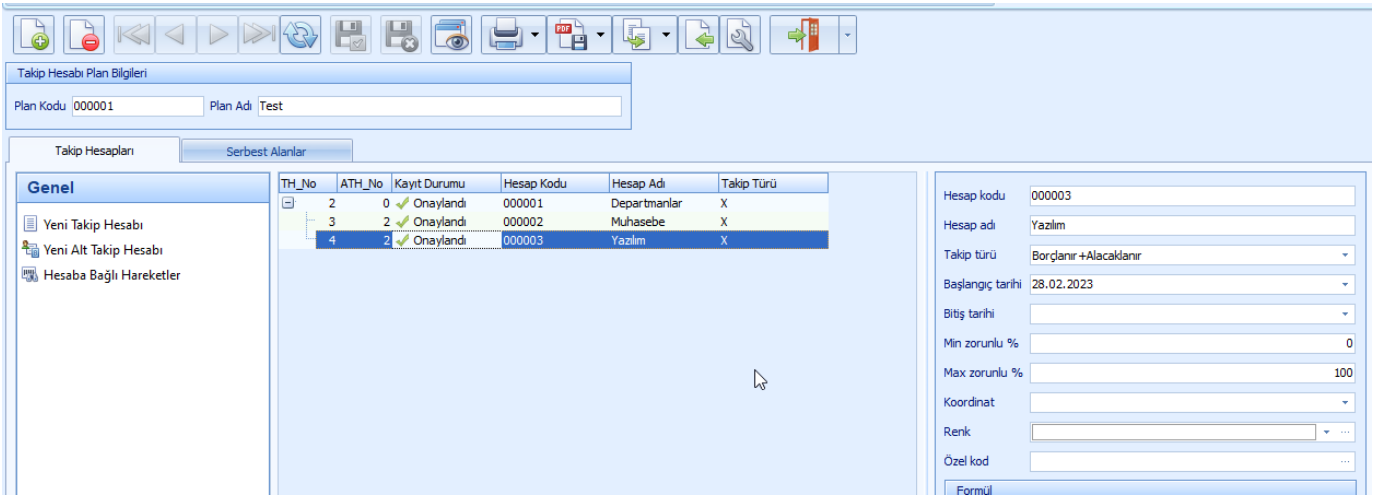 PDF
Takip Hesabı Plan Bilgileri
Plan Kodu 000001 Plan Adı Test
Takip Hesapları Serbest Alanlar
Genel
Yeni Takip Hesabı
Yeni Alt Takip Hesabı
Hesaba Bağlı Hareketler
TH_No ATH_No Kayıt Durumu Hesap Kodu Hesap Adı Takip Türü
2 0 Onaylandı 000001 Departmanlar X
3 2 Onaylandı 000002 Muhasebe X
4 2 Onaylandı 000003 Yazılım X
Hesap kodu 000003
Hesap adı Yazılım
Takip türü Borçlanır+Alacaklanır
Başlangıç tarihi 28.02.2023
Bitiş tarihi
Min zorunlu % 0
Max zorunlu % 100
Koordinat
Renk
Özel kod
Formül